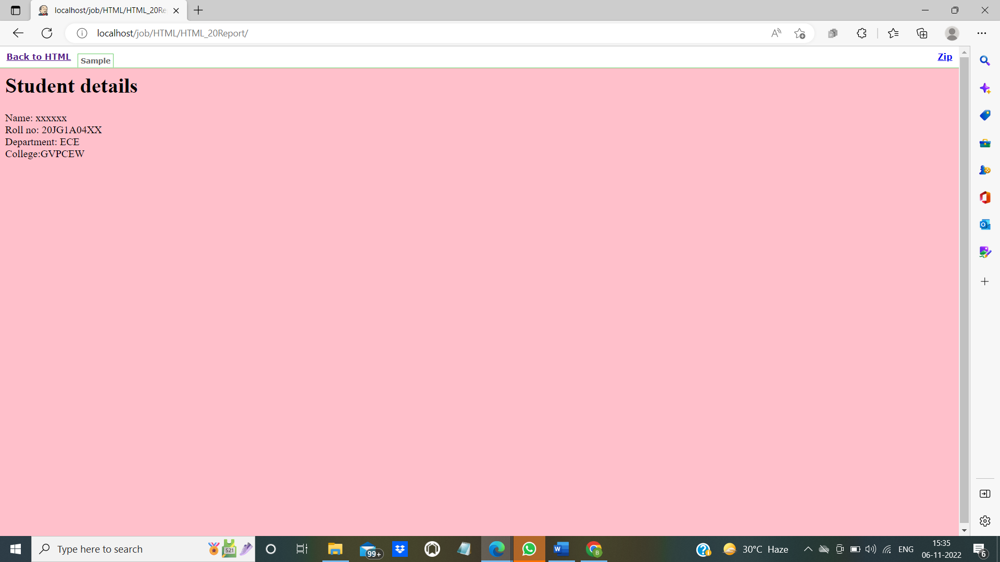 localhost/job/HTML/HTML_20Re
localhost/job/HTML/HTML_20Report/
Back to HTML
Sample
Zip
Student details
Name: xxxxxx
Roll no: 20JG1A04XX
Department: ECE
College:GVPCEW
Type here to search
521
99+
W
B
30°C Haze
ENG
15:35
06-11-2022
6